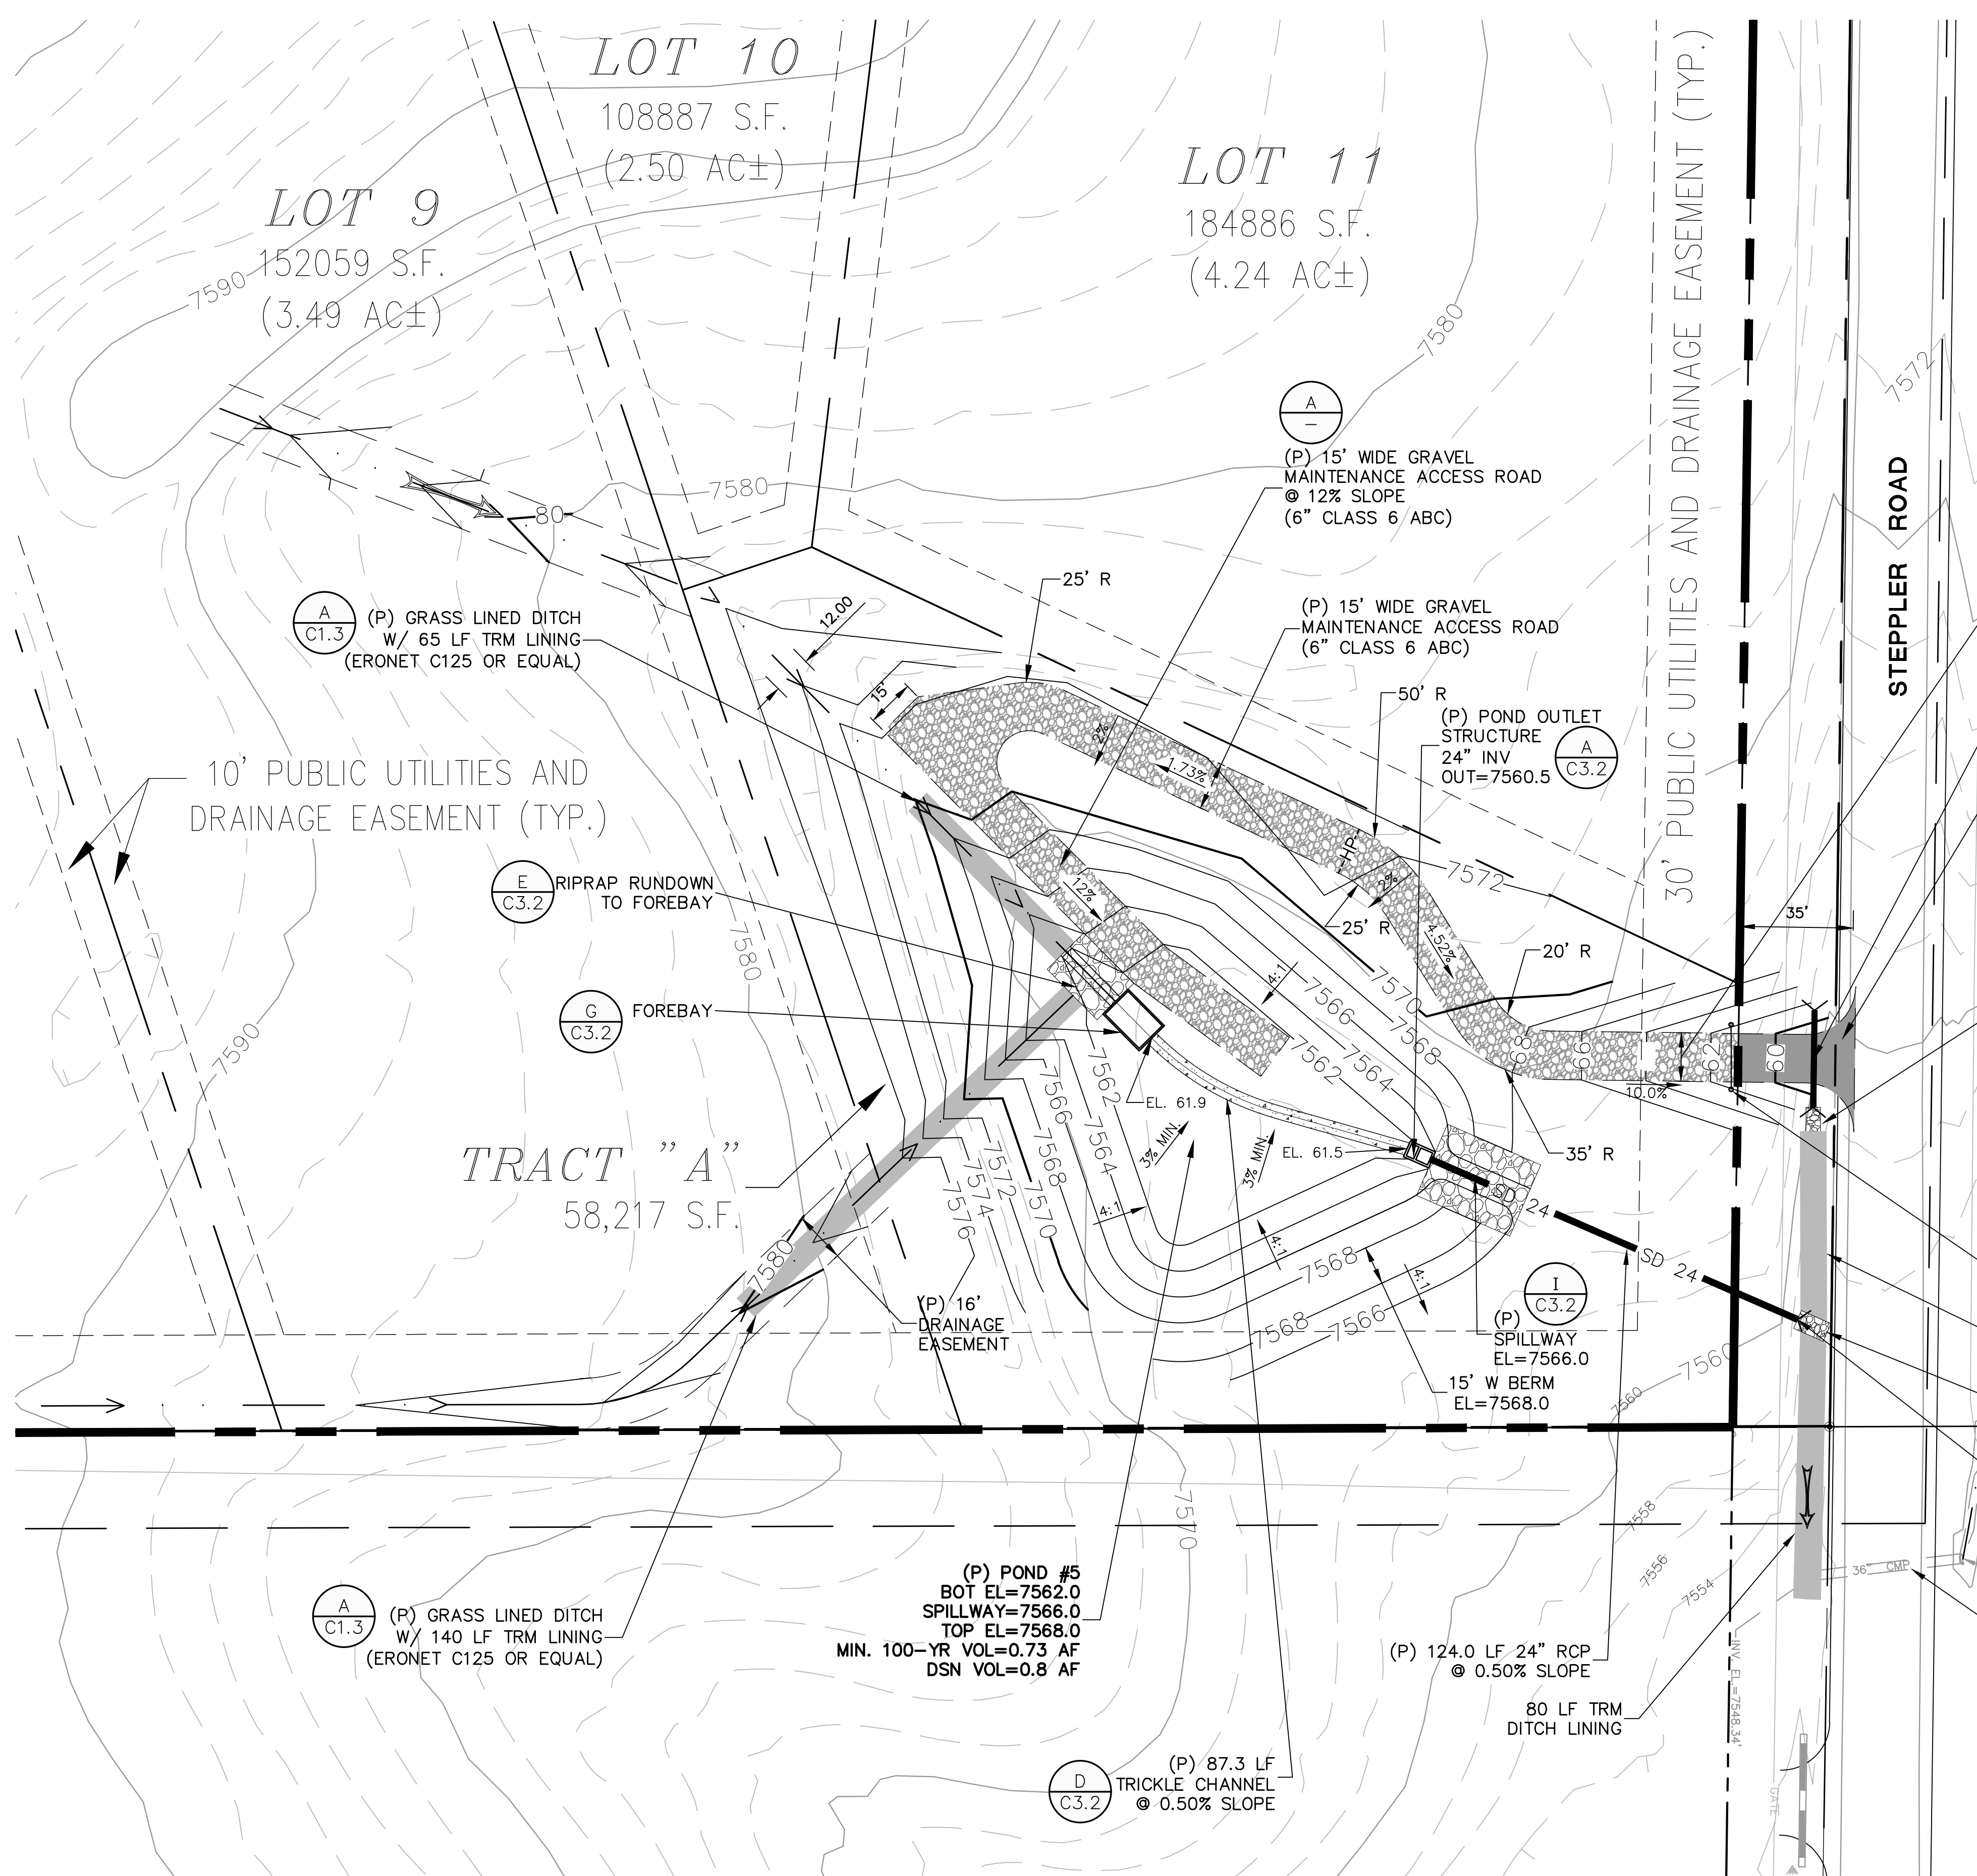 LOT 10
108887 S.F.
(2.50 AC±)
LOT 9
152059 S.F.
(3.49 AC±)
LOT 11
184886 S.F.
(4.24 AC±)
7590
7580
7572
30' PUBLIC UTILITIES AND DRAINAGE EASEMENT (TYP.)
STEPPLER ROAD
A
–
(P) 15' WIDE GRAVEL
MAINTENANCE ACCESS ROAD
@ 12% SLOPE
(6" CLASS 6 ABC)
7580
80
25' R
12.00
15'
A
C1.3
(P) GRASS LINED DITCH
W/ 65 LF TRM LINING
(ERONET C125 OR EQUAL)
(P) 15' WIDE GRAVEL
MAINTENANCE ACCESS ROAD
(6" CLASS 6 ABC)
50' R
(P) POND OUTLET
STRUCTURE
24" INV
OUT=7560.5
A
C3.2
2%
1.73%
HP
2%
7572
4.52%
25' R
20' R
35'
10' PUBLIC UTILITIES AND
DRAINAGE EASEMENT (TYP.)
E
C3.2
RIPRAP RUNDOWN
TO FOREBAY
12%
4:1
7580
G
C3.2
FOREBAY
7590
7570
7568
7566
7564
7562
68
66
62
60
10.0%
35' R
EL. 61.9
EL. 61.5
3% MIN.
3% MIN.
7562
7564
7566
7568
7570
7572
7574
7576
4:1
4:1
4:1
TRACT "A"
58,217 S.F.
7580
(P) 16'
DRAINAGE
EASEMENT
7568
7568
7566
SD 24
SD 24
I
C3.2
(P)
SPILLWAY
EL=7566.0
15' W BERM
EL=7568.0
7560
7560
7558
7556
7554
7570
36" CMP
INV. EL.=7548.34'
GATE
A
C1.3
(P) GRASS LINED DITCH
W/ 140 LF TRM LINING
(ERONET C125 OR EQUAL)
(P) POND #5
BOT EL=7562.0
SPILLWAY=7566.0
TOP EL=7568.0
MIN. 100-YR VOL=0.73 AF
DSN VOL=0.8 AF
(P) 124.0 LF 24" RCP
@ 0.50% SLOPE
80 LF TRM
DITCH LINING
D
C3.2
(P) 87.3 LF
TRICKLE CHANNEL
@ 0.50% SLOPE